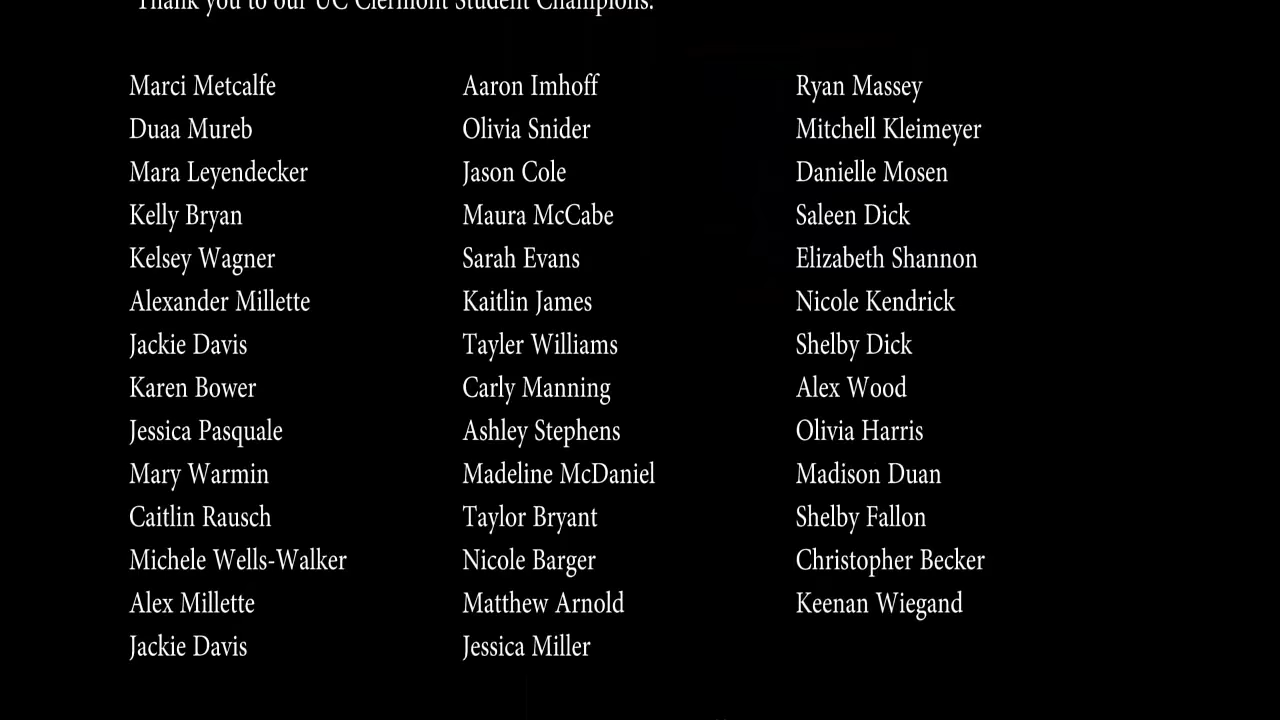 Thank you to our UC Clermont Student Champions:
Marci Metcalfe
Duaa Mureb
Mara Leyendecker
Kelly Bryan
Kelsey Wagner
Alexander Millette
Jackie Davis
Karen Bower
Jessica Pasquale
Mary Warmin
Caitlin Rausch
Michele Wells-Walker
Alex Millette
Jackie Davis
Aaron Imhoff
Olivia Snider
Jason Cole
Maura McCabe
Sarah Evans
Kaitlin James
Tayler Williams
Carly Manning
Ashley Stephens
Madeline McDaniel
Taylor Bryant
Nicole Barger
Matthew Arnold
Jessica Miller
Ryan Massey
Mitchell Kleimeyer
Danielle Mosen
Saleen Dick
Elizabeth Shannon
Nicole Kendrick
Shelby Dick
Alex Wood
Olivia Harris
Madison Duan
Shelby Fallon
Christopher Becker
Keenan Wiegand